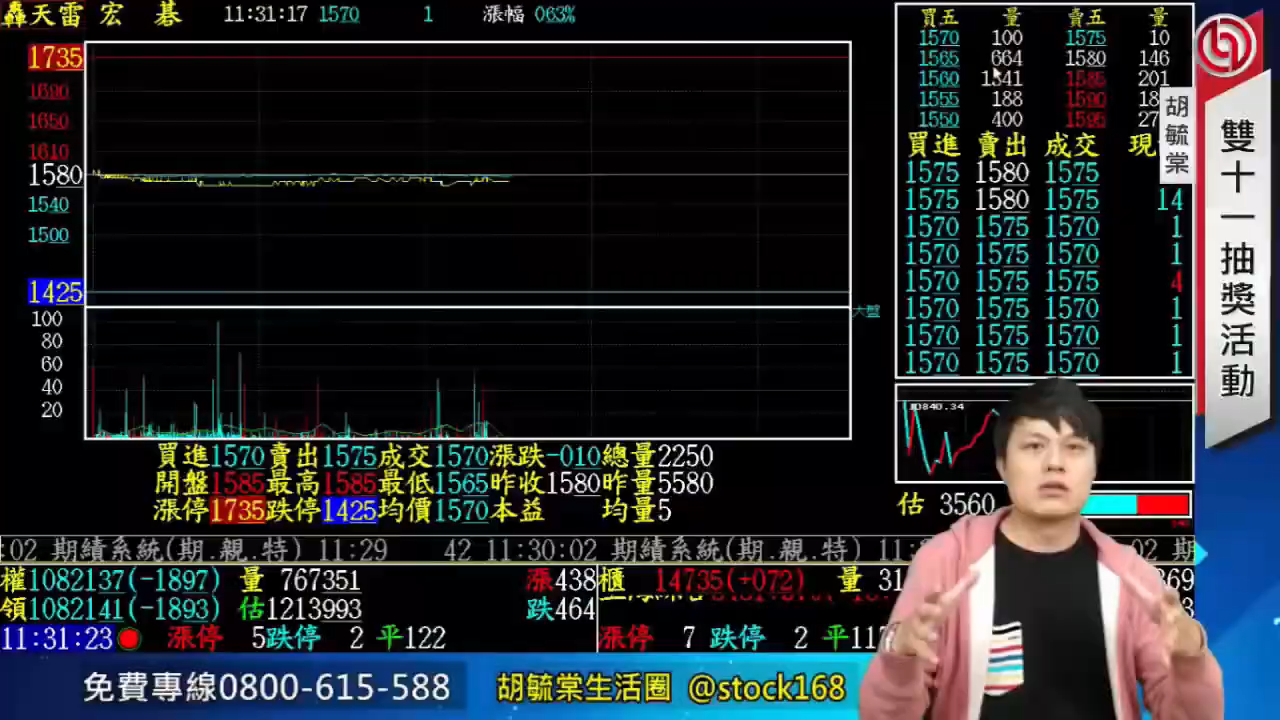 轟天雷 宏 碁 11:31:17 1570 1 漲幅 063%
1735
1690
1650
1610
1580
1540
1500
1425
100
80
60
40
20
大盤
買五 量 賣五 量
1570 100 1575 10
1565 664 1580 146
1560 1341 1585 201
1555 188 1590
1550 400 1595
買進 賣出 成交
1575 1580 1575
1575 1580 1575 14
1570 1575 1570 1
1570 1575 1570 1
1570 1575 1570 4
1570 1575 1570 1
1570 1575 1570 1
1570 1575 1570 1
胡毓棠
雙十一抽獎活動
10840.34
估 3560
買進1570賣出1575成交1570漲跌-010總量2250
開盤1585最高1585最低1565昨收1580昨量5580
漲停1735跌停1425均價1570本益 均量5
:02 期績系統(期.親.特) 11:29 42 11:30:02 期績系統(期.親.特)
權1082137(-1897) 量 767351 漲438
領1082141(-1893) 估1213993 跌464
11:31:23 漲停 5跌停 2 平122
櫃 14735(+072) 量
漲停 7 跌停 2
免費專線0800-615-588 胡毓棠生活圈 @stock168